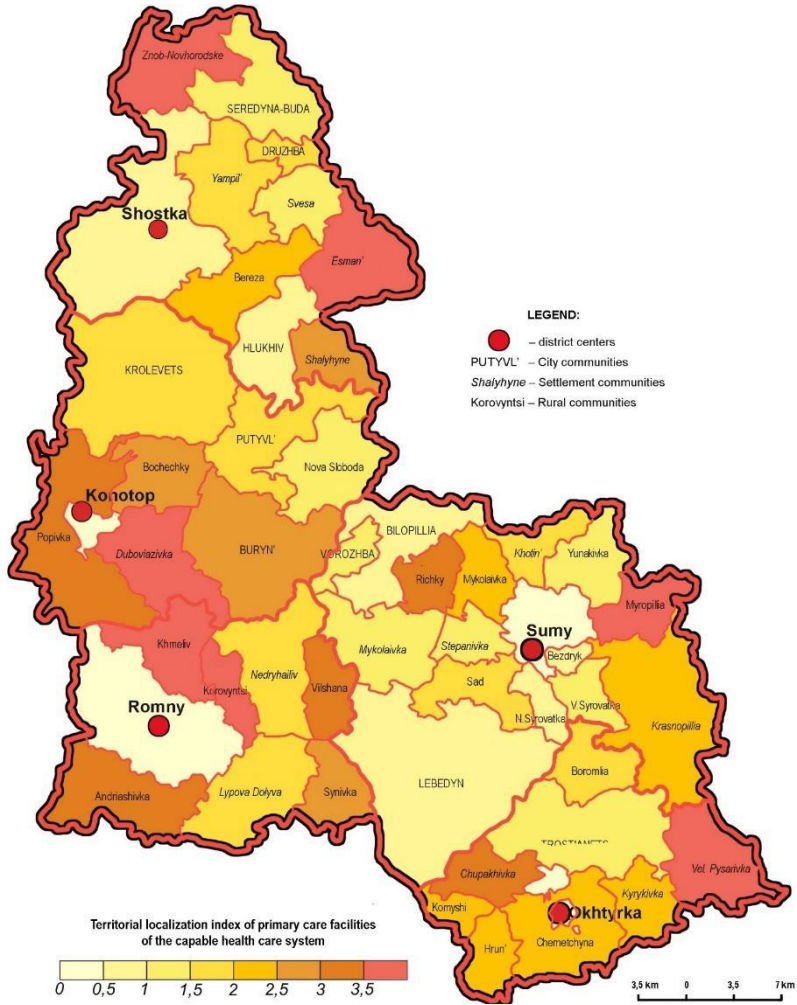 Znob-Novhorodske
SEREDYNA-BUDA
DRUZHBA
Yampil'
Svesa
Shostka
Esman'
Bereza
HLUKHIV
Shalyhyne
KROLEVETS
PUTYVL'
Nova Sloboda
Bochechky
Konotop
Popivka
Duboviazivka
BURYN'
BILOPILLIA
VOROZHBA
Richky
Mykolaivka
Khotin'
Yunakivka
Myropillia
Khmeliv
Korovyntsi
Nedryhailiv
Vilshana
Mykolaivka
Stepanivka
Sumy
Bezdryk
Sad
N.Syrovatka
V.Syrovatka
Krasnopillia
Romny
Andriashivka
Lypova Dolyva
Synivka
LEBEDYN
Boromlia
TROSTIANETS
Chupakhivka
Vel. Pysarivka
Komyshi
Hrun'
Okhtyrka
Chernetchyna
Kyrykivka
LEGEND:
– district centers
PUTYVL' – City communities
Shalyhyne – Settlement communities
Korovyntsi – Rural communities
Territorial localization index of primary care facilities
of the capable health care system
0 0,5 1 1,5 2 2,5 3 3,5
3,5 km 0 3,5 7 km